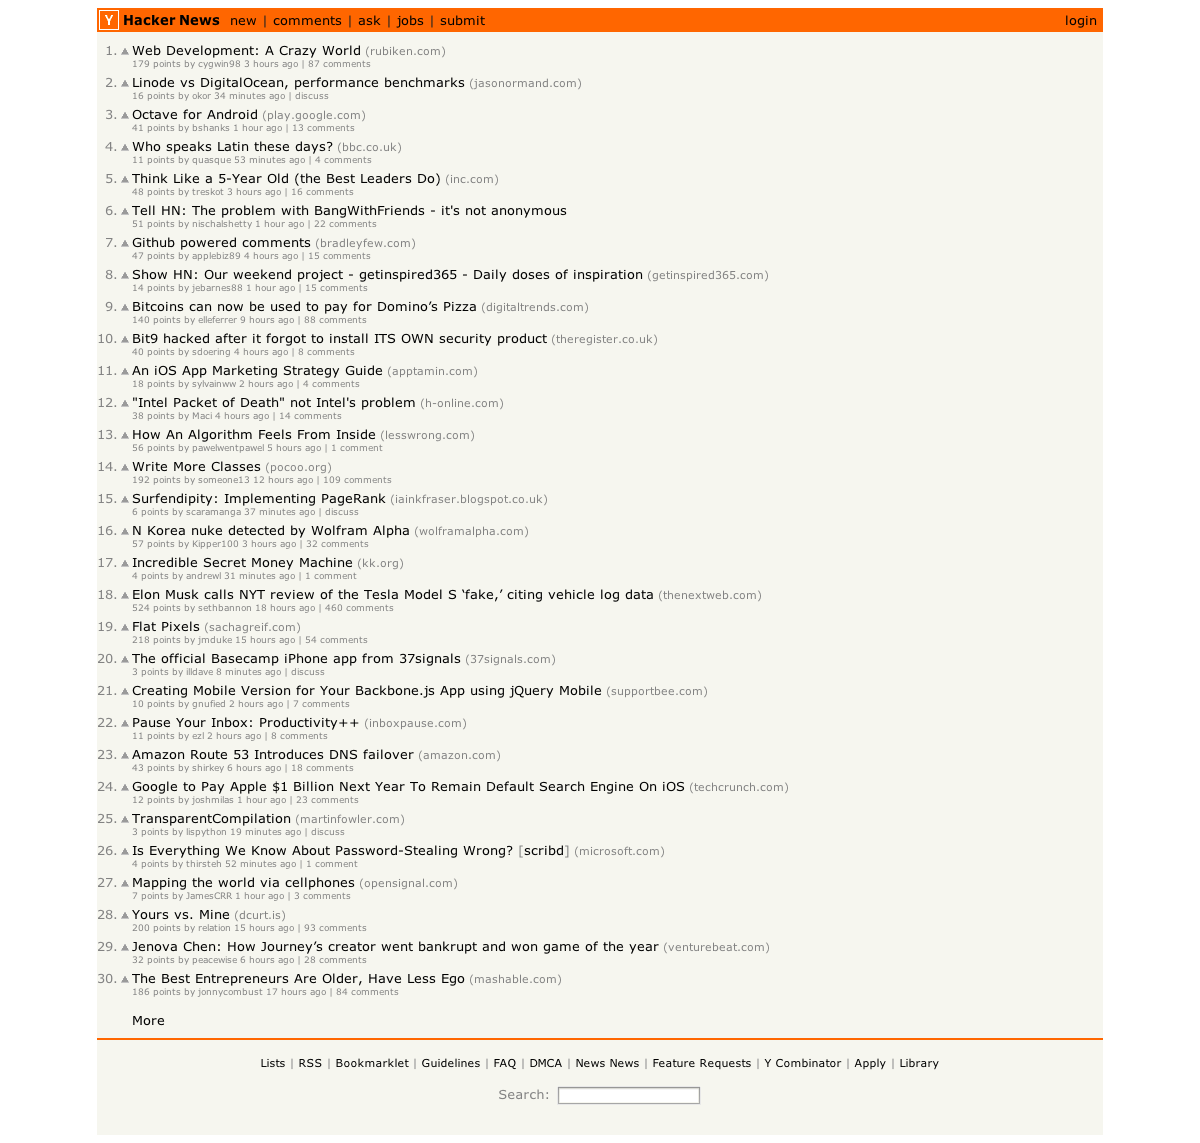 Y Hacker News new | comments | ask | jobs | submit login
1. Web Development: A Crazy World (rubiken.com)
179 points by cygwin98 3 hours ago | 87 comments
2. Linode vs DigitalOcean, performance benchmarks (jasonormand.com)
16 points by okor 34 minutes ago | discuss
3. Octave for Android (play.google.com)
41 points by bshanks 1 hour ago | 13 comments
4. Who speaks Latin these days? (bbc.co.uk)
11 points by quasque 53 minutes ago | 4 comments
5. Think Like a 5-Year Old (the Best Leaders Do) (inc.com)
48 points by treskot 3 hours ago | 16 comments
6. Tell HN: The problem with BangWithFriends - it's not anonymous
51 points by nischalshetty 1 hour ago | 22 comments
7. Github powered comments (bradleyfew.com)
47 points by applebiz89 4 hours ago | 15 comments
8. Show HN: Our weekend project - getinspired365 - Daily doses of inspiration (getinspired365.com)
14 points by jebarnes88 1 hour ago | 15 comments
9. Bitcoins can now be used to pay for Domino’s Pizza (digitaltrends.com)
140 points by elleferrer 9 hours ago | 88 comments
10. Bit9 hacked after it forgot to install ITS OWN security product (theregister.co.uk)
40 points by sdoering 4 hours ago | 8 comments
11. An iOS App Marketing Strategy Guide (apptamin.com)
18 points by sylvainww 2 hours ago | 4 comments
12. "Intel Packet of Death" not Intel's problem (h-online.com)
38 points by Maci 4 hours ago | 14 comments
13. How An Algorithm Feels From Inside (lesswrong.com)
56 points by pawelwentpawel 5 hours ago | 1 comment
14. Write More Classes (pocoo.org)
192 points by someone13 12 hours ago | 109 comments
15. Surfendipity: Implementing PageRank (iainkfraser.blogspot.co.uk)
6 points by scaramanga 37 minutes ago | discuss
16. N Korea nuke detected by Wolfram Alpha (wolframalpha.com)
57 points by Kipper100 3 hours ago | 32 comments
17. Incredible Secret Money Machine (kk.org)
4 points by andrewl 31 minutes ago | 1 comment
18. Elon Musk calls NYT review of the Tesla Model S ‘fake,’ citing vehicle log data (thenextweb.com)
524 points by sethbannon 18 hours ago | 460 comments
19. Flat Pixels (sachagreif.com)
218 points by jmduke 15 hours ago | 54 comments
20. The official Basecamp iPhone app from 37signals (37signals.com)
3 points by illdave 8 minutes ago | discuss
21. Creating Mobile Version for Your Backbone.js App using jQuery Mobile (supportbee.com)
10 points by gnufied 2 hours ago | 7 comments
22. Pause Your Inbox: Productivity++ (inboxpause.com)
11 points by ezl 2 hours ago | 8 comments
23. Amazon Route 53 Introduces DNS failover (amazon.com)
43 points by shirkey 6 hours ago | 18 comments
24. Google to Pay Apple $1 Billion Next Year To Remain Default Search Engine On iOS (techcrunch.com)
12 points by joshmilas 1 hour ago | 23 comments
25. TransparentCompilation (martinfowler.com)
3 points by lispython 19 minutes ago | discuss
26. Is Everything We Know About Password-Stealing Wrong? [scribd] (microsoft.com)
4 points by thirsteh 52 minutes ago | 1 comment
27. Mapping the world via cellphones (opensignal.com)
7 points by JamesCRR 1 hour ago | 3 comments
28. Yours vs. Mine (dcurt.is)
200 points by relation 15 hours ago | 93 comments
29. Jenova Chen: How Journey’s creator went bankrupt and won game of the year (venturebeat.com)
32 points by peacewise 6 hours ago | 28 comments
30. The Best Entrepreneurs Are Older, Have Less Ego (mashable.com)
186 points by jonnycombust 17 hours ago | 84 comments
More
Lists | RSS | Bookmarklet | Guidelines | FAQ | DMCA | News News | Feature Requests | Y Combinator | Apply | Library
Search: